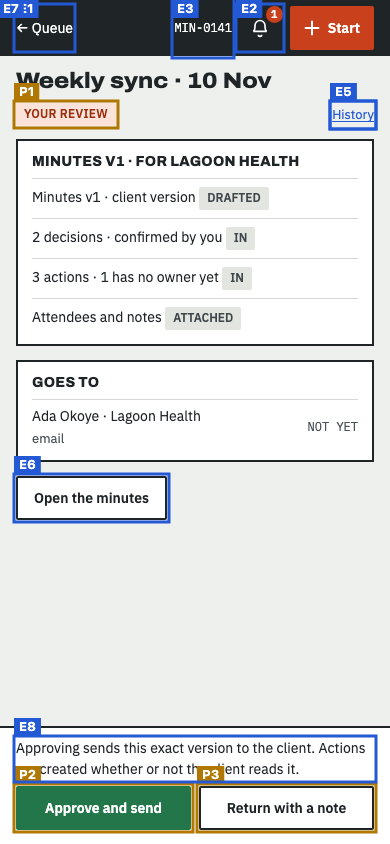 E7 E1 E3 E2 1
← Queue MIN-0141 + Start
Weekly sync · 10 Nov
P1 E5
YOUR REVIEW History
MINUTES V1 · FOR LAGOON HEALTH
Minutes v1 · client version DRAFTED
2 decisions · confirmed by you IN
3 actions · 1 has no owner yet IN
Attendees and notes ATTACHED
GOES TO
Ada Okoye · Lagoon Health
email NOT YET
E6
Open the minutes
E8
Approving sends this exact version to the client. Actions
created whether or not the client reads it.
P2 P3
Approve and send Return with a note